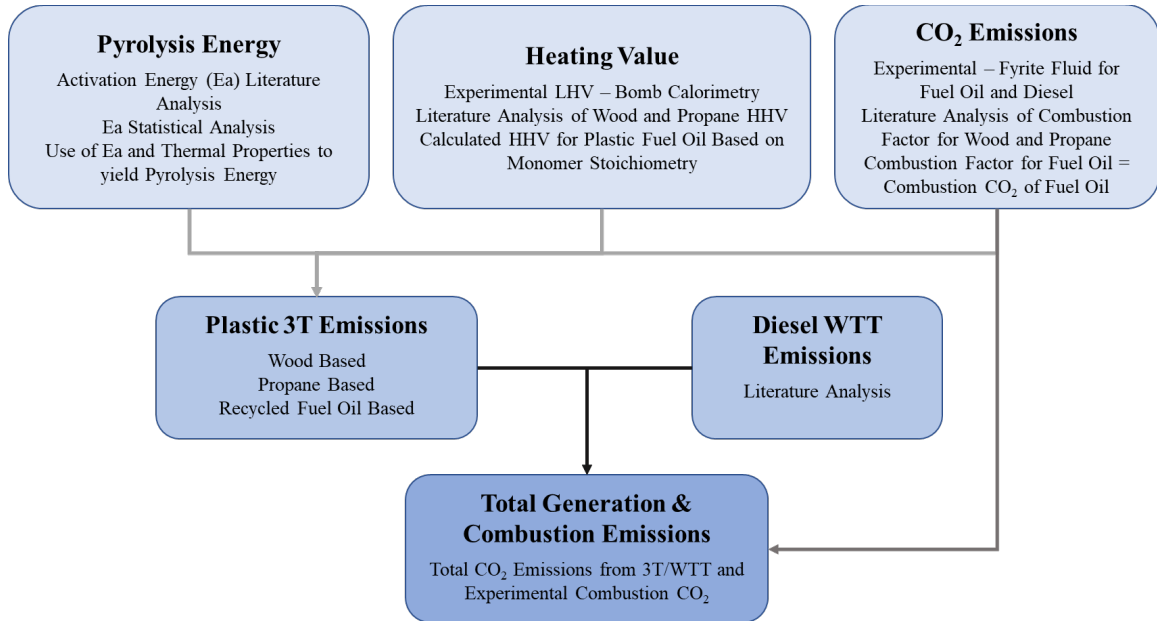 Pyrolysis Energy
Activation Energy (Ea) Literature
Analysis
Ea Statistical Analysis
Use of Ea and Thermal Properties to
yield Pyrolysis Energy
Heating Value
Experimental LHV – Bomb Calorimetry
Literature Analysis of Wood and Propane HHV
Calculated HHV for Plastic Fuel Oil Based on
Monomer Stoichiometry
CO₂ Emissions
Experimental – Fyrite Fluid for
Fuel Oil and Diesel
Literature Analysis of Combustion
Factor for Wood and Propane
Combustion Factor for Fuel Oil =
Combustion CO₂ of Fuel Oil
Plastic 3T Emissions
Wood Based
Propane Based
Recycled Fuel Oil Based
Diesel WTT
Emissions
Literature Analysis
Total Generation &
Combustion Emissions
Total CO₂ Emissions from 3T/WTT and
Experimental Combustion CO₂